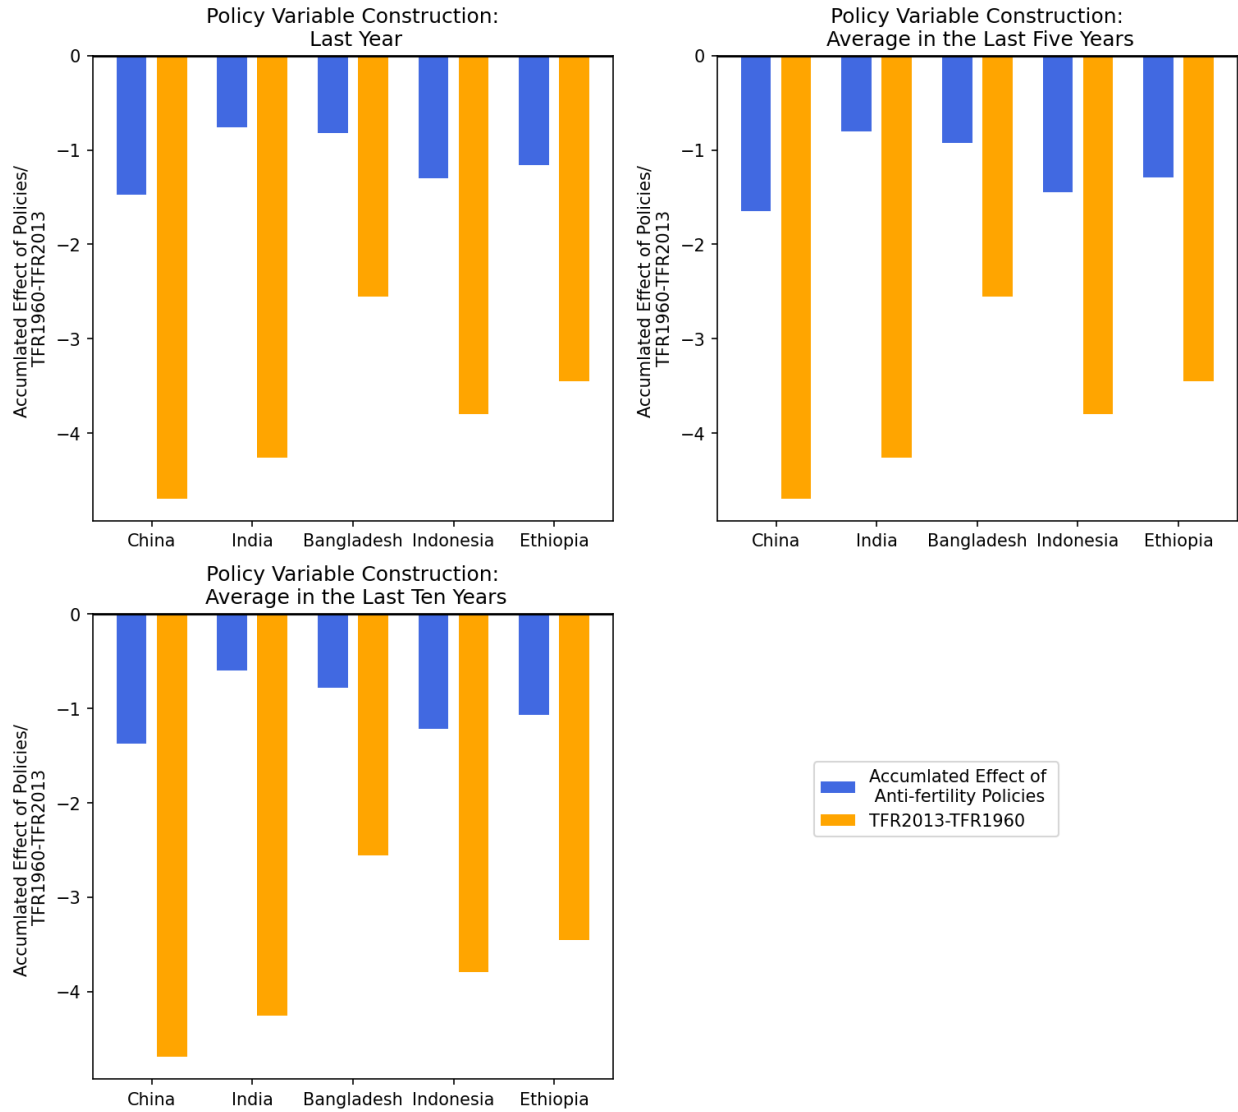 Policy Variable Construction:
Last Year
Accumlated Effect of Policies/
TFR1960-TFR2013
0
−1
−2
−3
−4
China
India
Bangladesh
Indonesia
Ethiopia
Policy Variable Construction:
Average in the Last Five Years
Accumlated Effect of Policies/
TFR1960-TFR2013
0
−1
−2
−3
−4
China
India
Bangladesh
Indonesia
Ethiopia
Policy Variable Construction:
Average in the Last Ten Years
Accumlated Effect of Policies/
TFR1960-TFR2013
0
−1
−2
−3
−4
China
India
Bangladesh
Indonesia
Ethiopia
Accumlated Effect of
Anti-fertility Policies
TFR2013-TFR1960